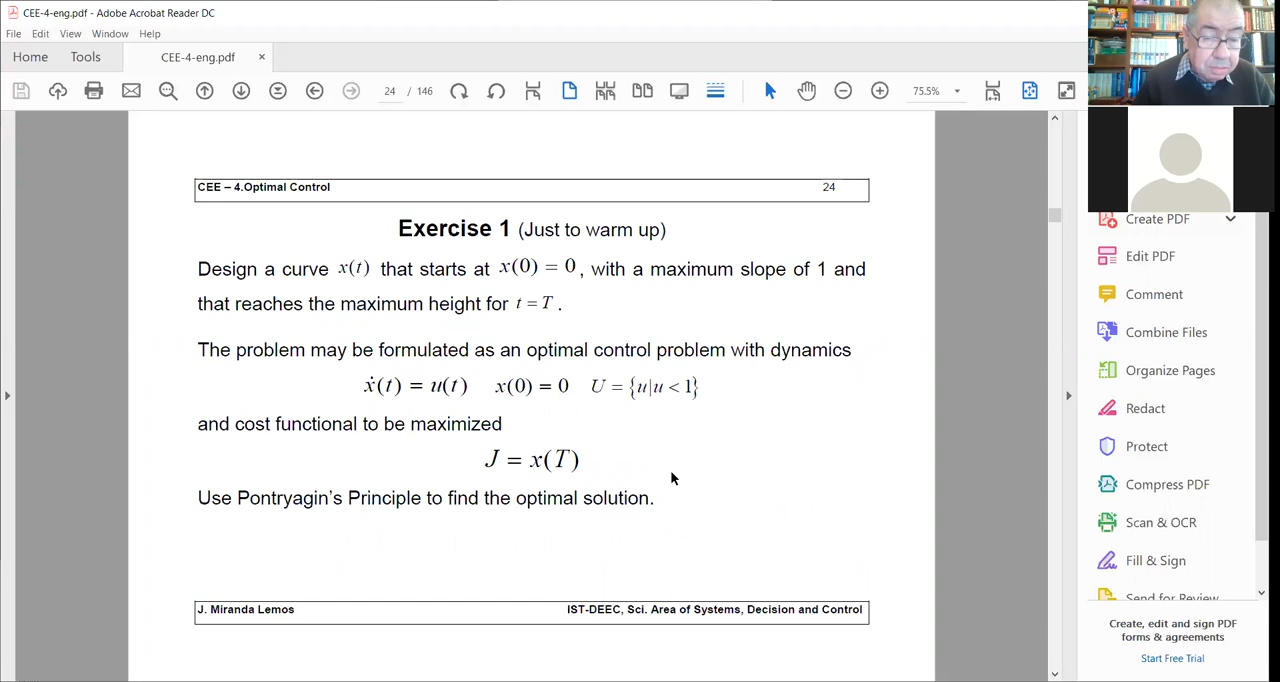 CEE-4-eng.pdf - Adobe Acrobat Reader DC
File Edit View Window Help
Home Tools CEE-4-eng.pdf ×
24 / 146 75.5%
CEE – 4.Optimal Control 24
Exercise 1 (Just to warm up)
Design a curve x(t) that starts at x(0) = 0, with a maximum slope of 1 and
that reaches the maximum height for t = T.
The problem may be formulated as an optimal control problem with dynamics
ẋ(t) = u(t) x(0) = 0 U = {u|u < 1}
and cost functional to be maximized
J = x(T)
Use Pontryagin's Principle to find the optimal solution.
J. Miranda Lemos IST-DEEC, Sci. Area of Systems, Decision and Control
Create PDF
Edit PDF
Comment
Combine Files
Organize Pages
Redact
Protect
Compress PDF
Scan & OCR
Fill & Sign
Send for Review
Create, edit and sign PDF
forms & agreements
Start Free Trial